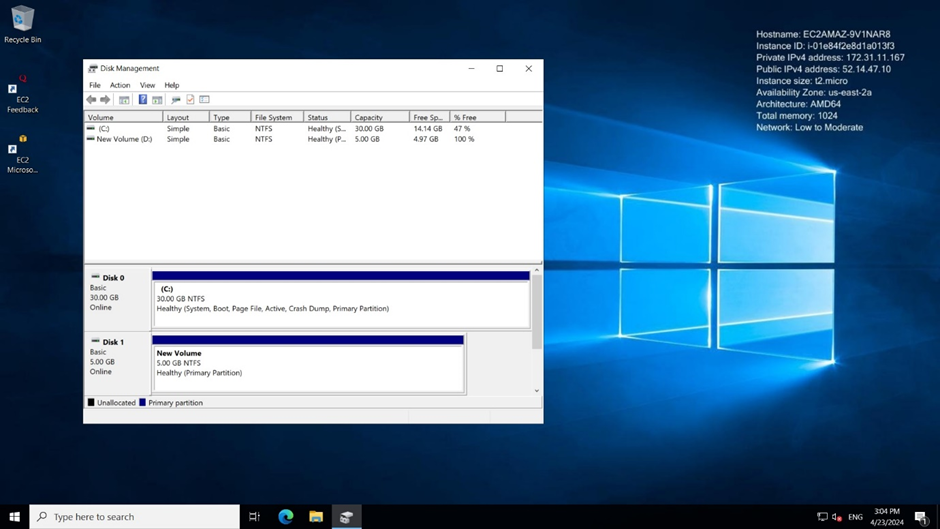 Recycle Bin
EC2
Feedback
EC2
Microso...
Hostname: EC2AMAZ-9V1NAR8
Instance ID: i-01e84f2e8d1a013f3
Private IPv4 address: 172.31.11.167
Public IPv4 address: 52.14.47.10
Instance size: t2.micro
Availability Zone: us-east-2a
Architecture: AMD64
Total memory: 1024
Network: Low to Moderate
Disk Management
File Action View Help
Volume Layout Type File System Status Capacity Free Sp... % Free
(C:) Simple Basic NTFS Healthy (S... 30.00 GB 14.14 GB 47 %
New Volume (D:) Simple Basic NTFS Healthy (P... 5.00 GB 4.97 GB 100 %
Disk 0
Basic
30.00 GB
Online
(C:)
30.00 GB NTFS
Healthy (System, Boot, Page File, Active, Crash Dump, Primary Partition)
Disk 1
Basic
5.00 GB
Online
New Volume
5.00 GB NTFS
Healthy (Primary Partition)
Unallocated Primary partition
Type here to search
ENG
3:04 PM
4/23/2024
1